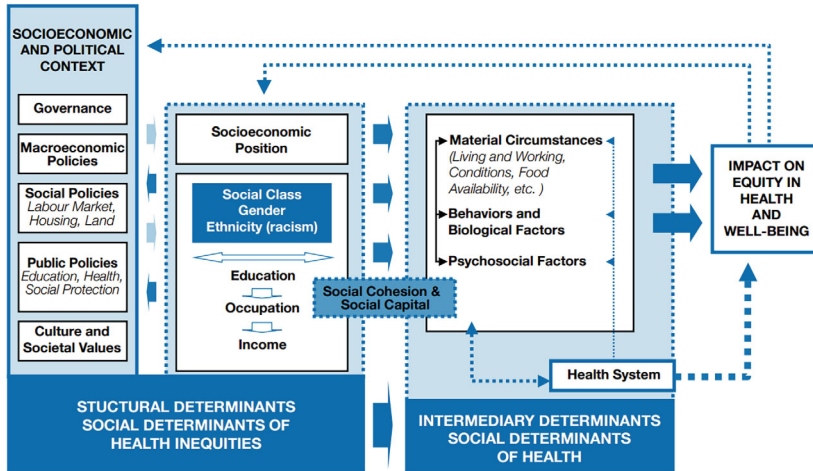 SOCIOECONOMIC
AND POLITICAL
CONTEXT
Governance
Macroeconomic
Policies
Social Policies
Labour Market,
Housing, Land
Public Policies
Education, Health,
Social Protection
Culture and
Societal Values
Socioeconomic
Position
Social Class
Gender
Ethnicity (racism)
Education
Occupation
Income
Social Cohesion &
Social Capital
Material Circumstances
(Living and Working,
Conditions, Food
Availability, etc. )
Behaviors and
Biological Factors
Psychosocial Factors
Health System
IMPACT ON
EQUITY IN
HEALTH
AND
WELL-BEING
STUCTURAL DETERMINANTS
SOCIAL DETERMINANTS OF
HEALTH INEQUITIES
INTERMEDIARY DETERMINANTS
SOCIAL DETERMINANTS
OF HEALTH